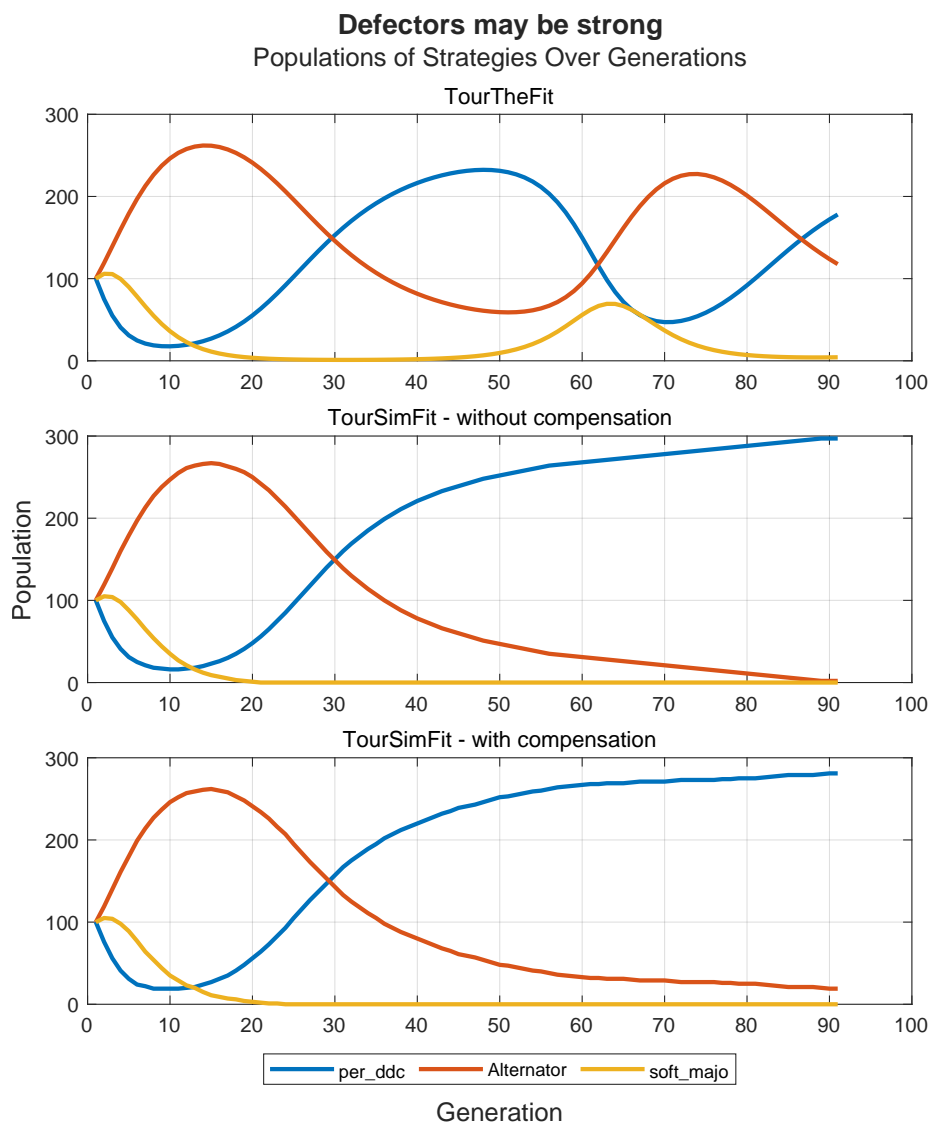 Defectors may be strong
Populations of Strategies Over Generations
TourTheFit
300
200
100
0
0 10 20 30 40 50 60 70 80 90 100
TourSimFit - without compensation
300
200
100
0
0 10 20 30 40 50 60 70 80 90 100
Population
TourSimFit - with compensation
300
200
100
0
0 10 20 30 40 50 60 70 80 90 100
per_ddc Alternator soft_majo
Generation